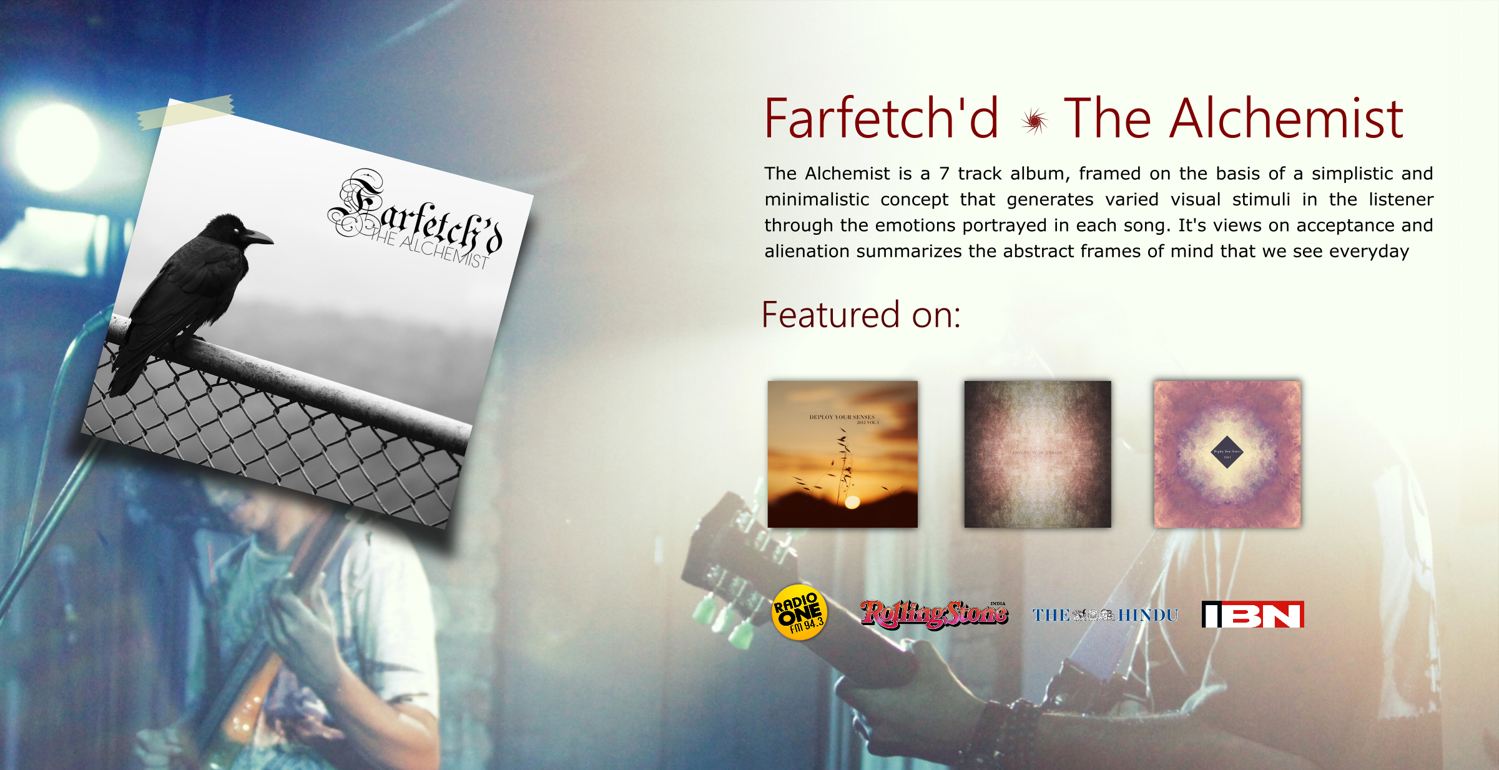 Farfetch'd
THE ALCHEMIST
Farfetch'd The Alchemist
The Alchemist is a 7 track album, framed on the basis of a simplistic and
minimalistic concept that generates varied visual stimuli in the listener
through the emotions portrayed in each song. It's views on acceptance and
alienation summarizes the abstract frames of mind that we see everyday
Featured on:
DEPLOY YOUR SENSES
RADIO
ONE
FM 94.3
RollingStone
INDIA
THE HINDU
IBN